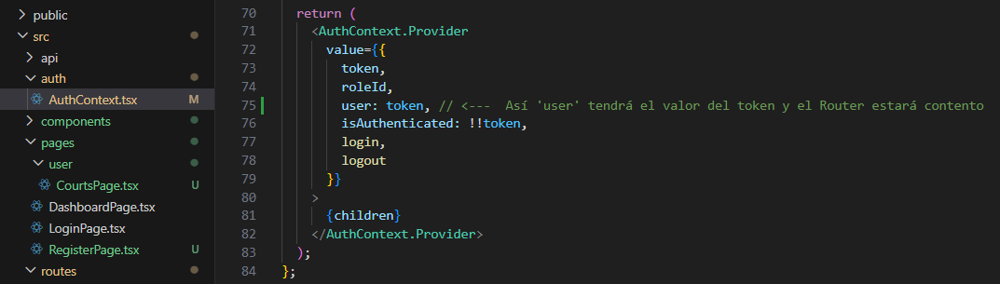 public
src
api
auth
AuthContext.tsx M
components
pages
user
CourtsPage.tsx U
DashboardPage.tsx
LoginPage.tsx
RegisterPage.tsx U
routes
70 return (
71 <AuthContext.Provider
72 value={{
73 token,
74 roleId,
75 user: token, // <--- Así 'user' tendrá el valor del token y el Router estará contento
76 isAuthenticated: !!token,
77 login,
78 logout
79 }}
80 >
81 {children}
82 </AuthContext.Provider>
83 );
84 };